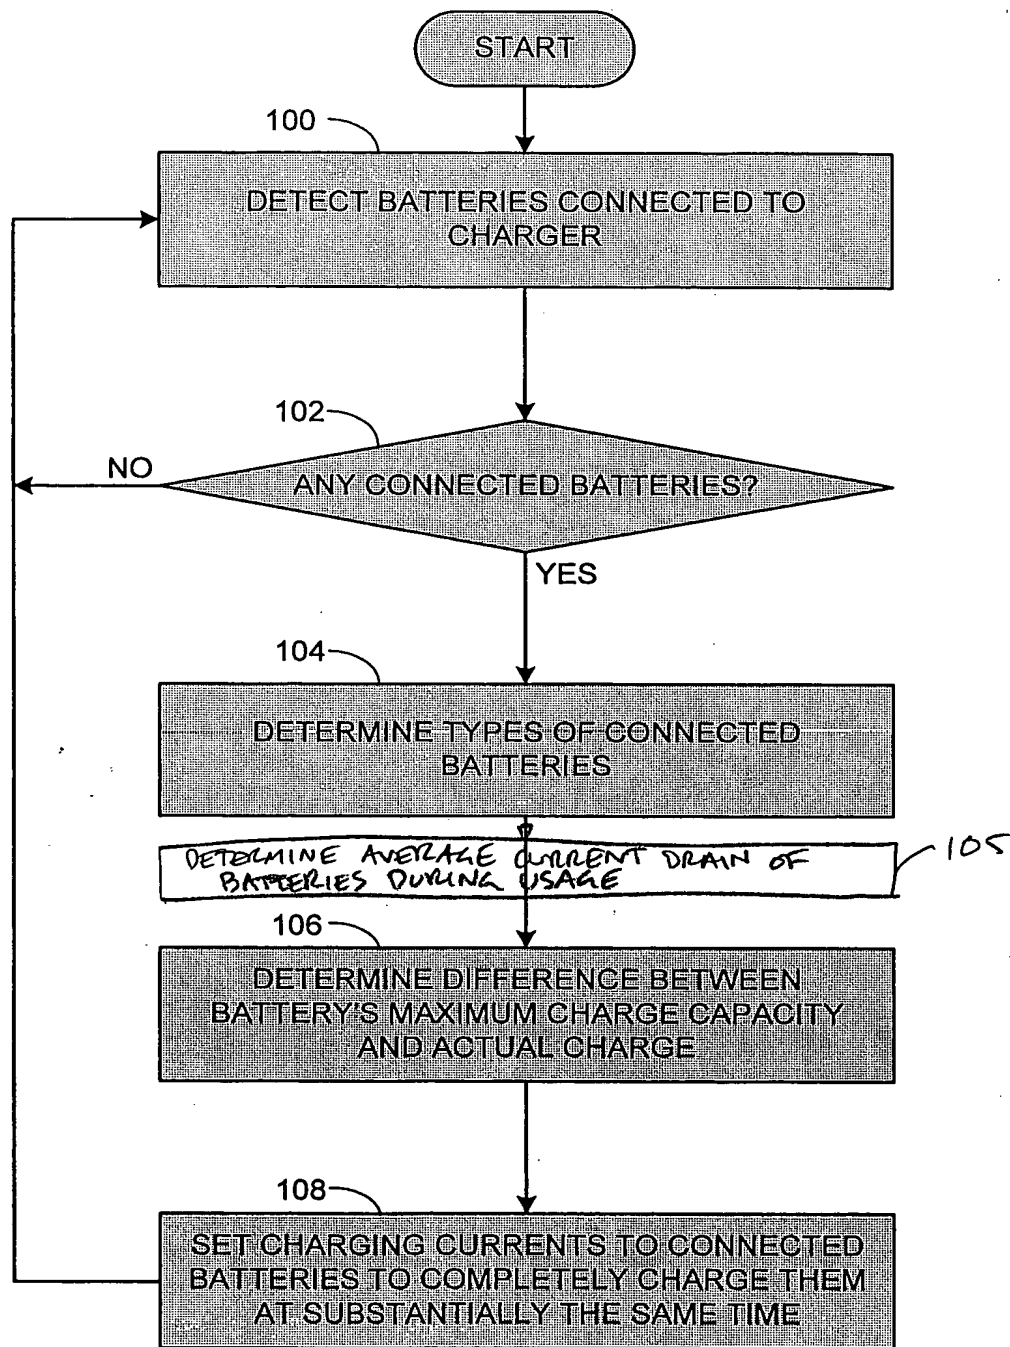 START
100
DETECT BATTERIES CONNECTED TO
CHARGER
102
NO
ANY CONNECTED BATTERIES?
YES
104
DETERMINE TYPES OF CONNECTED
BATTERIES
DETERMINE AVERAGE CURRENT DRAIN OF
BATTERIES DURING USAGE
105
106
DETERMINE DIFFERENCE BETWEEN
BATTERY'S MAXIMUM CHARGE CAPACITY
AND ACTUAL CHARGE
108
SET CHARGING CURRENTS TO CONNECTED
BATTERIES TO COMPLETELY CHARGE THEM
AT SUBSTANTIALLY THE SAME TIME